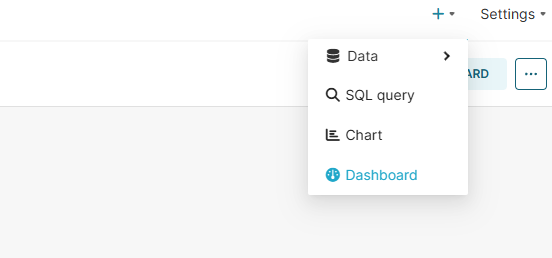 +
Settings
Data
ARD
...
SQL query
Chart
Dashboard